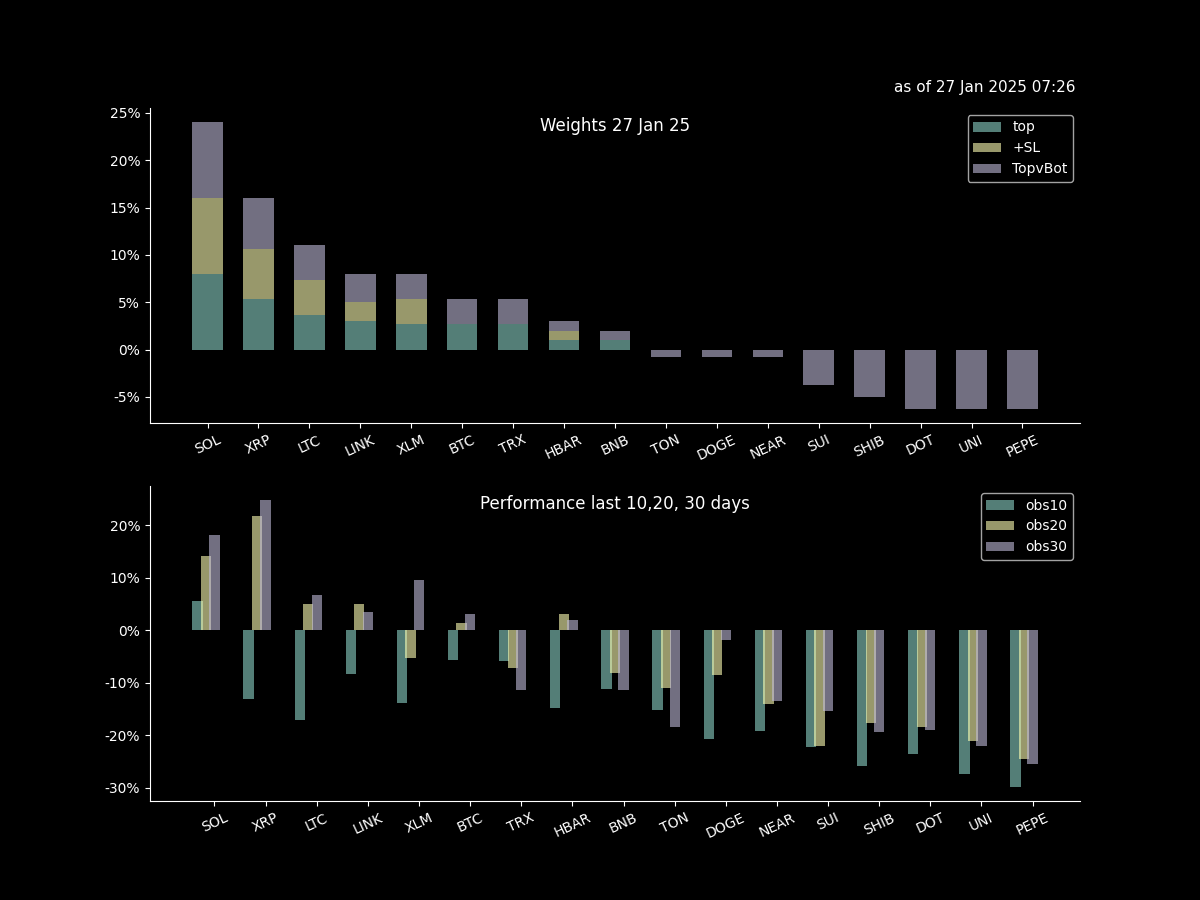 as of 27 Jan 2025 07:26
Weights 27 Jan 25
top
+SL
TopvBot
25%
20%
15%
10%
5%
0%
-5%
SOL XRP LTC LINK XLM BTC TRX HBAR BNB TON DOGE NEAR SUI SHIB DOT UNI PEPE
Performance last 10,20, 30 days
obs10
obs20
obs30
20%
10%
0%
-10%
-20%
-30%
SOL XRP LTC LINK XLM BTC TRX HBAR BNB TON DOGE NEAR SUI SHIB DOT UNI PEPE